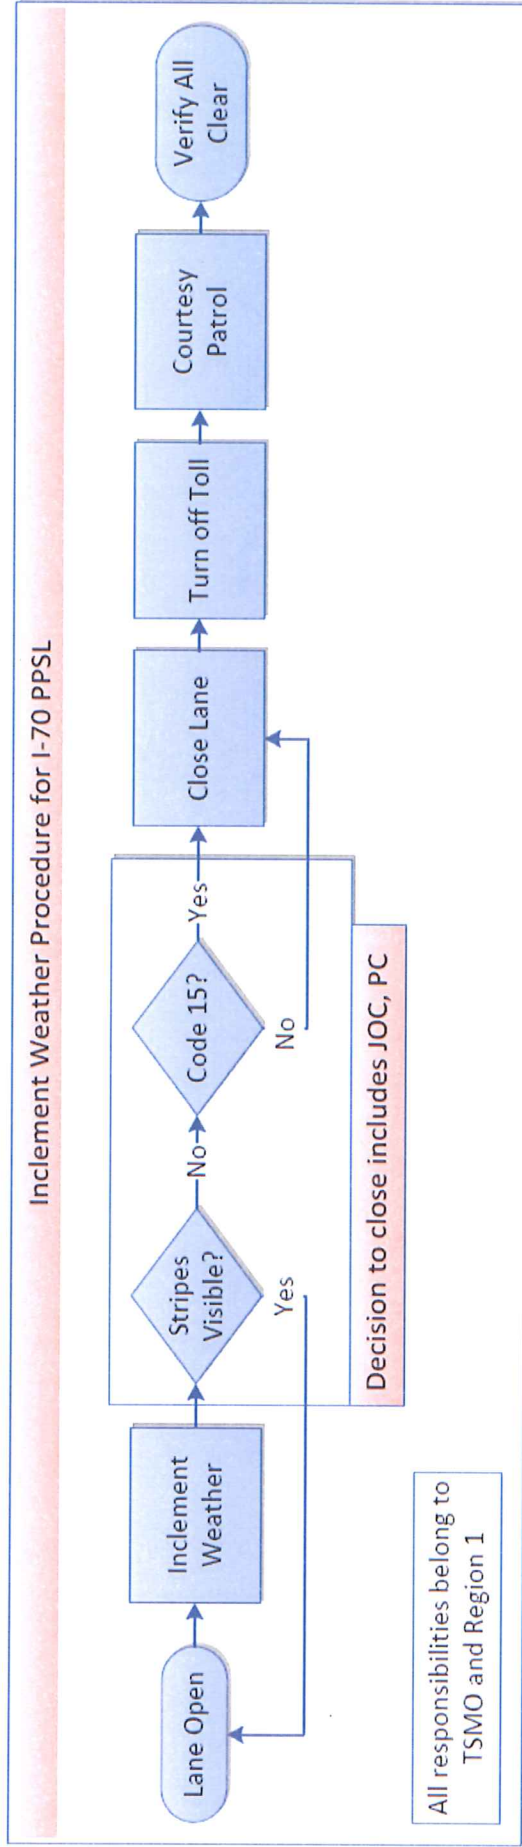 Inclement Weather Procedure for I-70 PPSL
Lane Open
Inclement
Weather
Stripes
Visible?
Yes
No
Code 15?
Yes
No
Close Lane
Turn off Toll
Courtesy
Patrol
Verify All
Clear
Decision to close includes JOC, PC
All responsibilities belong to
TSMO and Region 1